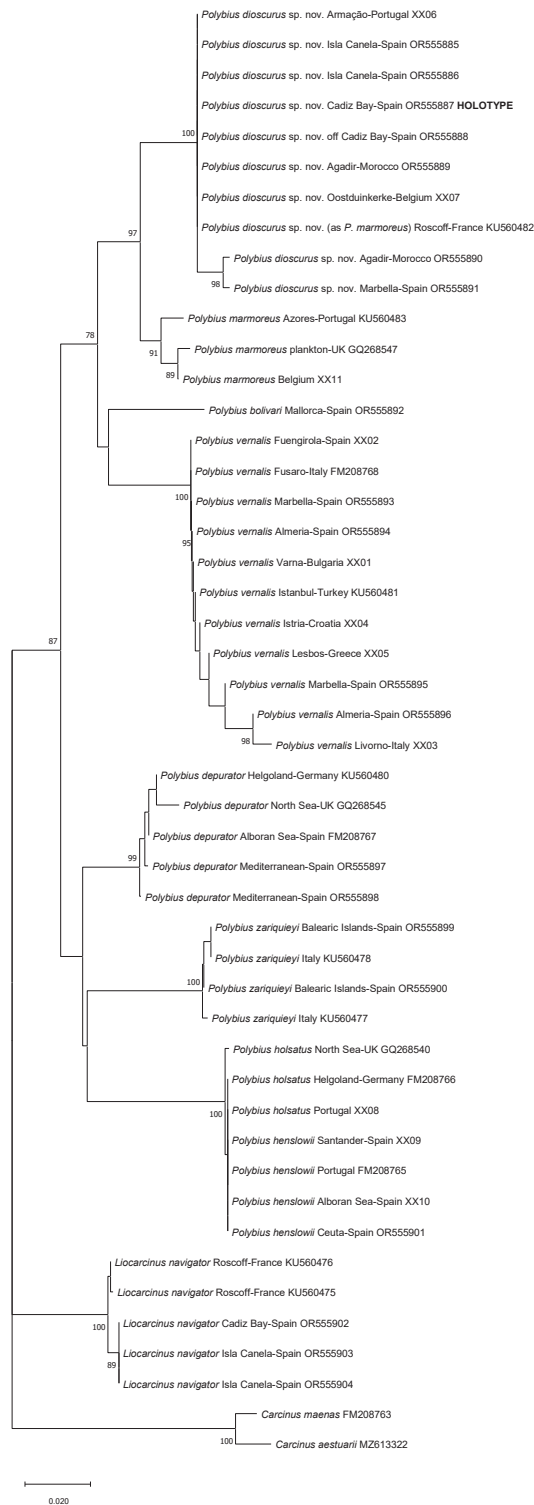 Polybius dioscurus sp. nov. Armação-Portugal XX06
Polybius dioscurus sp. nov. Isla Canela-Spain OR555885
Polybius dioscurus sp. nov. Isla Canela-Spain OR555886
Polybius dioscurus sp. nov. Cadiz Bay-Spain OR555887 HOLOTYPE
100
Polybius dioscurus sp. nov. off Cadiz Bay-Spain OR555888
Polybius dioscurus sp. nov. Agadir-Morocco OR555889
Polybius dioscurus sp. nov. Oostduinkerke-Belgium XX07
Polybius dioscurus sp. nov. (as P. marmoreus) Roscoff-France KU560482
97
Polybius dioscurus sp. nov. Agadir-Morocco OR555890
98
Polybius dioscurus sp. nov. Marbella-Spain OR555891
Polybius marmoreus Azores-Portugal KU560483
78
91
Polybius marmoreus plankton-UK GQ268547
89
Polybius marmoreus Belgium XX11
Polybius bolivari Mallorca-Spain OR555892
Polybius vernalis Fuengirola-Spain XX02
Polybius vernalis Fusaro-Italy FM208768
100
Polybius vernalis Marbella-Spain OR555893
Polybius vernalis Almeria-Spain OR555894
95
Polybius vernalis Varna-Bulgaria XX01
Polybius vernalis Istanbul-Turkey KU560481
Polybius vernalis Istria-Croatia XX04
87
Polybius vernalis Lesbos-Greece XX05
Polybius vernalis Marbella-Spain OR555895
Polybius vernalis Almeria-Spain OR555896
98
Polybius vernalis Livorno-Italy XX03
Polybius depurator Helgoland-Germany KU560480
Polybius depurator North Sea-UK GQ268545
Polybius depurator Alboran Sea-Spain FM208767
99
Polybius depurator Mediterranean-Spain OR555897
Polybius depurator Mediterranean-Spain OR555898
Polybius zariquieyi Balearic Islands-Spain OR555899
Polybius zariquieyi Italy KU560478
100
Polybius zariquieyi Balearic Islands-Spain OR555900
Polybius zariquieyi Italy KU560477
Polybius holsatus North Sea-UK GQ268540
Polybius holsatus Helgoland-Germany FM208766
100
Polybius holsatus Portugal XX08
Polybius henslowii Santander-Spain XX09
Polybius henslowii Portugal FM208765
Polybius henslowii Alboran Sea-Spain XX10
Polybius henslowii Ceuta-Spain OR555901
Liocarcinus navigator Roscoff-France KU560476
Liocarcinus navigator Roscoff-France KU560475
100
Liocarcinus navigator Cadiz Bay-Spain OR555902
Liocarcinus navigator Isla Canela-Spain OR555903
89
Liocarcinus navigator Isla Canela-Spain OR555904
Carcinus maenas FM208763
100
Carcinus aestuarii MZ613322
0.020